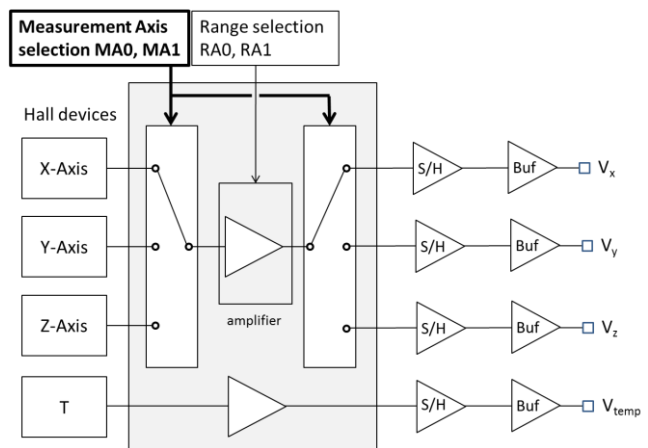 Measurement Axis
selection MA0, MA1
Range selection
RA0, RA1
Hall devices
X-Axis
S/H
Buf
Vx
Y-Axis
S/H
Buf
Vy
amplifier
Z-Axis
S/H
Buf
Vz
T
S/H
Buf
Vtemp